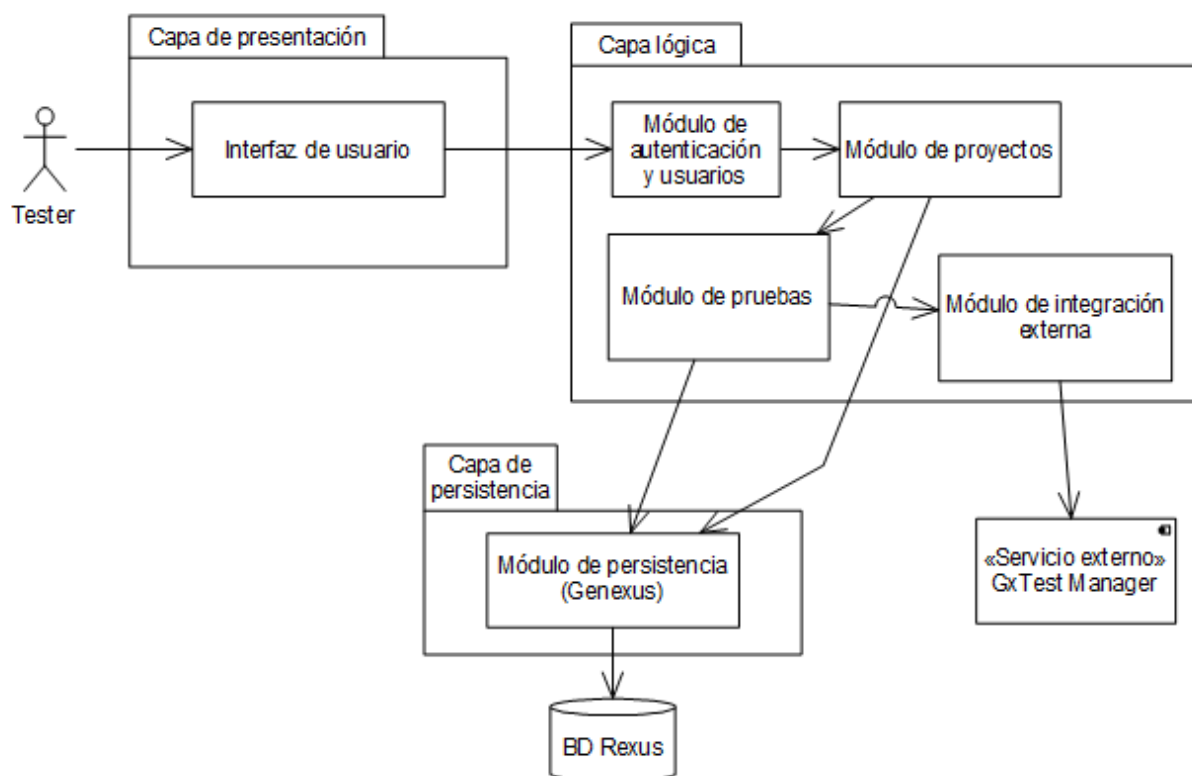 Capa de presentación
Capa lógica
Interfaz de usuario
Módulo de
autenticación
y usuarios
Módulo de proyectos
Tester
Módulo de pruebas
Módulo de integración
externa
Capa de
persistencia
Módulo de persistencia
(Genexus)
«Servicio externo»
GxTest Manager
BD Rexus